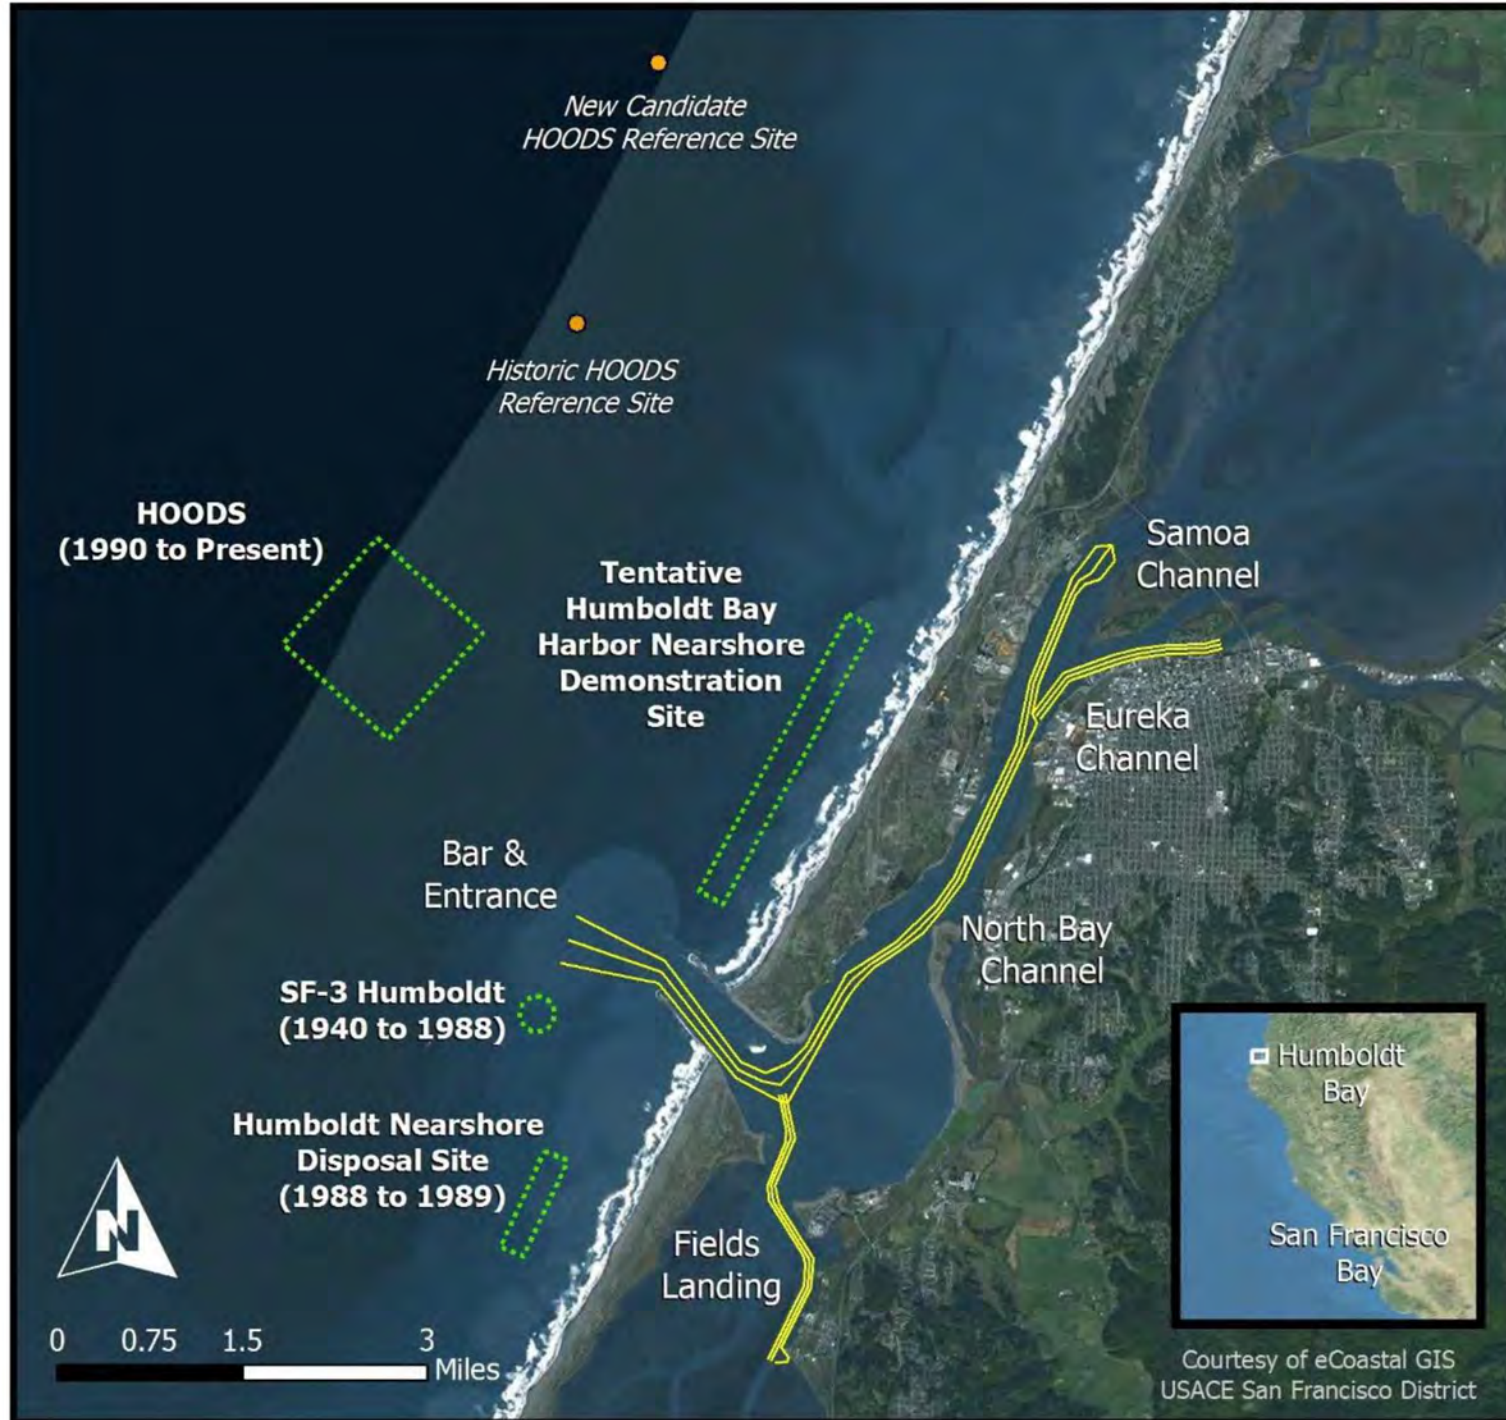 New Candidate
HOODS Reference Site
Historic HOODS
Reference Site
HOODS
(1990 to Present)
Tentative
Humboldt Bay
Harbor Nearshore
Demonstration
Site
Samoa
Channel
Eureka
Channel
Bar &
Entrance
North Bay
Channel
SF-3 Humboldt
(1940 to 1988)
Humboldt Nearshore
Disposal Site
(1988 to 1989)
Fields
Landing
N
0 0.75 1.5 3
Miles
Humboldt
Bay
San Francisco
Bay
Courtesy of eCoastal GIS
USACE San Francisco District